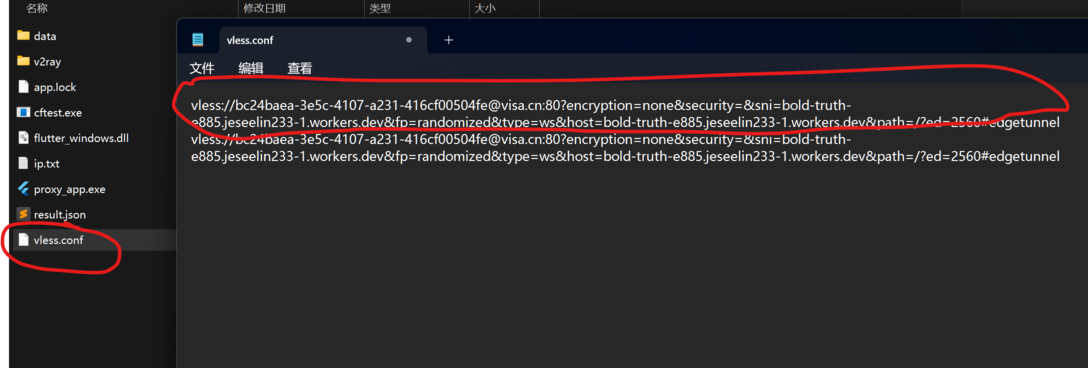 名称
修改日期
类型
大小
data
v2ray
app.lock
cftest.exe
flutter_windows.dll
ip.txt
proxy_app.exe
result.json
vless.conf
vless.conf
文件
编辑
查看
vless://bc24baea-3e5c-4107-a231-416cf00504fe@visa.cn:80?encryption=none&security=&sni=bold-truth-
e885.jeseelin233-1.workers.dev&fp=randomized&type=ws&host=bold-truth-e885.jeseelin233-1.workers.dev&path=/?ed=2560#edgetunnel
vless://bc24baea-3e5c-4107-a231-416cf00504fe@visa.cn:80?encryption=none&security=&sni=bold-truth-
e885.jeseelin233-1.workers.dev&fp=randomized&type=ws&host=bold-truth-e885.jeseelin233-1.workers.dev&path=/?ed=2560#edgetunnel